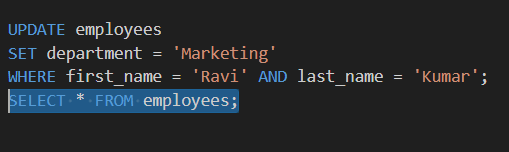 UPDATE employees
SET department = 'Marketing'
WHERE first_name = 'Ravi' AND last_name = 'Kumar';
SELECT * FROM employees;